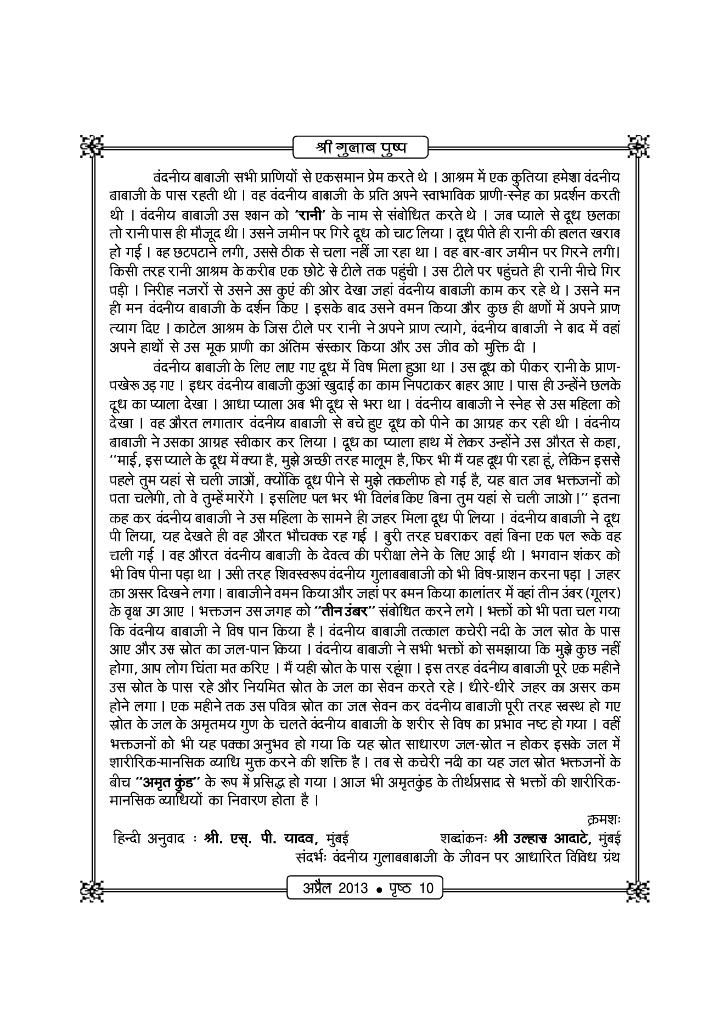 श्री गुलाब पुष्प
वंदनीय बाबाजी सभी प्राणियों से एकसमान प्रेम करते थे । आश्रम में एक कुतिया हमेशा वंदनीय
बाबाजी के पास रहती थी । वह वंदनीय बाबाजी के प्रति अपने स्वाभाविक प्राणी-स्नेह का प्रदर्शन करती
थी । वंदनीय बाबाजी उस श्वान को ‘रानी’ के नाम से संबोधित करते थे । जब प्याले से दूध छलका
तो रानी पास ही मौजूद थी। उसने जमीन पर गिरे दूध को चाट लिया । दूध पीते ही रानी की हालत खराब
हो गई । वह छटपटाने लगी, उससे ठीक से चला नहीं जा रहा था । वह बार-बार जमीन पर गिरने लगी।
किसी तरह रानी आश्रम के करीब एक छोटे से टीले तक पहुंची । उस टीले पर पहुंचते ही रानी नीचे गिर
पड़ी । निरीह नजरों से उसने उस कुएं की ओर देखा जहां वंदनीय बाबाजी काम कर रहे थे । उसने मन
ही मन वंदनीय बाबाजी के दर्शन किए । इसके बाद उसने वमन किया और कुछ ही क्षणों में अपने प्राण
त्याग दिए । काटेल आश्रम के जिस टीले पर रानी ने अपने प्राण त्यागे, वंदनीय बाबाजी ने बाद में वहां
अपने हाथों से उस मूक प्राणी का अंतिम संस्कार किया और उस जीव को मुक्ति दी ।
वंदनीय बाबाजी के लिए लाए गए दूध में विष मिला हुआ था । उस दूध को पीकर रानी के प्राण-
पखेरू उड़ गए । इधर वंदनीय बाबाजी कुआं खुदाई का काम निपटाकर बाहर आए । पास ही उन्होंने छलके
दूध का प्याला देखा । आधा प्याला अब भी दूध से भरा था । वंदनीय बाबाजी ने स्नेह से उस महिला को
देखा । वह औरत लगातार वंदनीय बाबाजी से बचे हुए दूध को पीने का आग्रह कर रही थी । वंदनीय
बाबाजी ने उसका आग्रह स्वीकार कर लिया । दूध का प्याला हाथ में लेकर उन्होंने उस औरत से कहा,
‘‘माई, इस प्याले के दूध में क्या है, मुझे अच्छी तरह मालूम है, फिर भी मैं यह दूध पी रहा हूं, लेकिन इससे
पहले तुम यहां से चली जाओ, क्योंकि दूध पीने से मुझे तकलीफ हो गई है, यह बात जब भक्तजनों को
पता चलेगी, तो वे तुम्हें मारेंगे । इसलिए पल भर भी विलंब किए बिना तुम यहां से चली जाओ ।’’ इतना
कह कर वंदनीय बाबाजी ने उस महिला के सामने ही जहर मिला दूध पी लिया । वंदनीय बाबाजी ने दूध
पी लिया, यह देखते ही वह औरत भौचक्क रह गई । बुरी तरह घबराकर वहां बिना एक पल रूके वह
चली गई । वह औरत वंदनीय बाबाजी के देवत्व की परीक्षा लेने के लिए आई थी । भगवान शंकर को
भी विष पीना पड़ा था । उसी तरह शिवस्वरूप वंदनीय गुलाबबाबाजी को भी विष-प्राशन करना पड़ा । जहर
का असर दिखने लगा । बाबाजीने वमन किया और जहां पर वमन किया कालांतर में वहां तीन उंबर (गूलर)
के वृक्ष उग आए । भक्तजन उस जगह को ‘‘तीन उंबर’’ संबोधित करने लगे । भक्तों को भी पता चल गया
कि वंदनीय बाबाजी ने विष पान किया है । वंदनीय बाबाजी तत्काल कचेरी नदी के जल स्रोत के पास
आए और उस स्रोत का जल-पान किया । वंदनीय बाबाजी ने सभी भक्तों को समझाया कि मुझे कुछ नहीं
होगा, आप लोग चिंता मत करिए । मैं यही स्रोत के पास रहूंगा । इस तरह वंदनीय बाबाजी पूरे एक महीने
उस स्रोत के पास रहे और नियमित स्रोत के जल का सेवन करते रहे । धीरे-धीरे जहर का असर कम
होने लगा । एक महीने तक उस पवित्र स्रोत का जल सेवन कर वंदनीय बाबाजी पूरी तरह स्वस्थ हो गए
स्रोत के जल के अमृतमय गुण के चलते वंदनीय बाबाजी के शरीर से विष का प्रभाव नष्ट हो गया । वहीं
भक्तजनों को भी यह पक्का अनुभव हो गया कि यह स्रोत साधारण जल-स्रोत न होकर इसके जल में
शारीरिक-मानसिक व्याधि मुक्त करने की शक्ति है । तब से कचेरी नदी का यह जल स्रोत भक्तजनों के
बीच ‘‘अमृत कुंड’’ के रूप में प्रसिद्ध हो गया । आज भी अमृतकुंड के तीर्थप्रसाद से भक्तों की शारीरिक-
मानसिक व्याधियों का निवारण होता है ।
क्रमशः
हिन्दी अनुवाद : श्री. एस्. पी. यादव, मुंबई शब्दांकनः श्री उल्हास आदाटे, मुंबई
संदर्भः वंदनीय गुलाबबाबाजी के जीवन पर आधारित विविध ग्रंथ
अप्रैल 2013 ● पृष्ठ 10